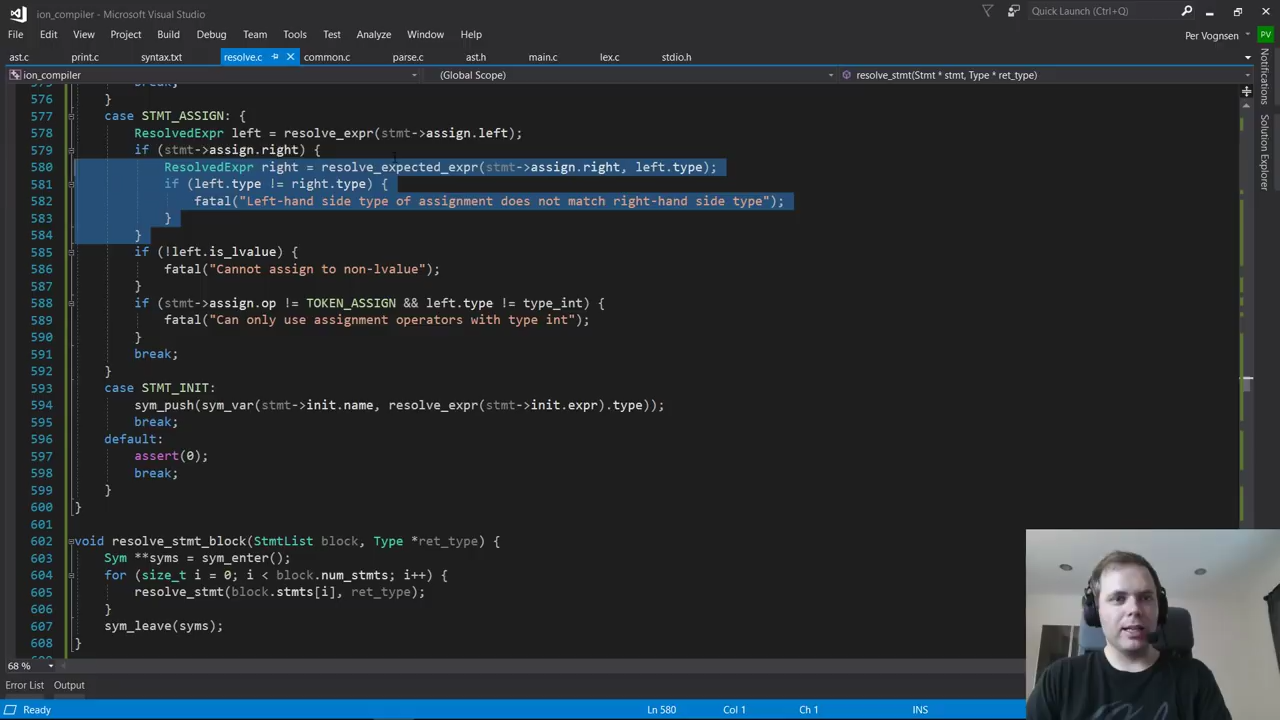 ion_compiler - Microsoft Visual Studio
Quick Launch (Ctrl+Q)
File Edit View Project Build Debug Team Tools Test Analyze Window Help
Per Vognsen PV
ast.c print.c syntax.txt resolve.c common.c parse.c ast.h main.c lex.c stdio.h
ion_compiler (Global Scope) resolve_stmt(Stmt * stmt, Type * ret_type)
Notifications
Solution Explorer
576 }
577 case STMT_ASSIGN: {
578 ResolvedExpr left = resolve_expr(stmt->assign.left);
579 if (stmt->assign.right) {
580 ResolvedExpr right = resolve_expected_expr(stmt->assign.right, left.type);
581 if (left.type != right.type) {
582 fatal("Left-hand side type of assignment does not match right-hand side type");
583 }
584 }
585 if (!left.is_lvalue) {
586 fatal("Cannot assign to non-lvalue");
587 }
588 if (stmt->assign.op != TOKEN_ASSIGN && left.type != type_int) {
589 fatal("Can only use assignment operators with type int");
590 }
591 break;
592 }
593 case STMT_INIT:
594 sym_push(sym_var(stmt->init.name, resolve_expr(stmt->init.expr).type));
595 break;
596 default:
597 assert(0);
598 break;
599 }
600 }
601
602 void resolve_stmt_block(StmtList block, Type *ret_type) {
603 Sym **syms = sym_enter();
604 for (size_t i = 0; i < block.num_stmts; i++) {
605 resolve_stmt(block.stmts[i], ret_type);
606 }
607 sym_leave(syms);
608 }
68 %
Error List Output
Ready Ln 580 Col 1 Ch 1 INS